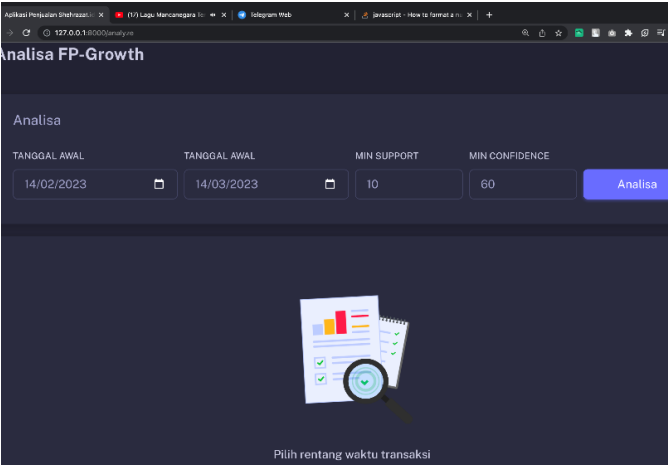 Aplikasi Penjualan Shehrazat.
(17) Lagu Mancanegara Te
Telegram Web
javascript - How to format a nu
127.0.0.1:8000/analyze
Analisa FP-Growth
Analisa
TANGGAL AWAL TANGGAL AWAL MIN SUPPORT MIN CONFIDENCE
14/02/2023 14/03/2023 10 60 Analisa
Pilih rentang waktu transaksi